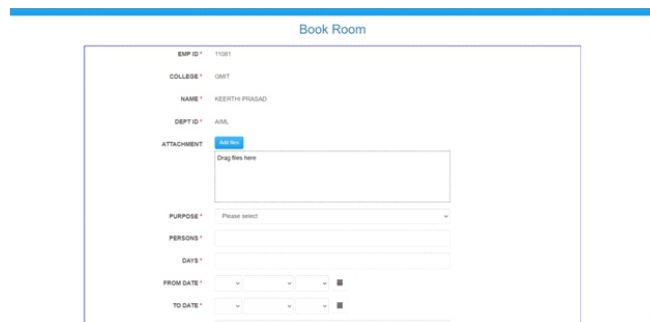 Book Room
EMP ID * 11081
COLLEGE * GMIT
NAME * KEERTHI PRASAD
DEPT ID * AIML
ATTACHMENT Add files
Drag files here
PURPOSE * Please select
PERSONS *
DAYS *
FROM DATE *
TO DATE *